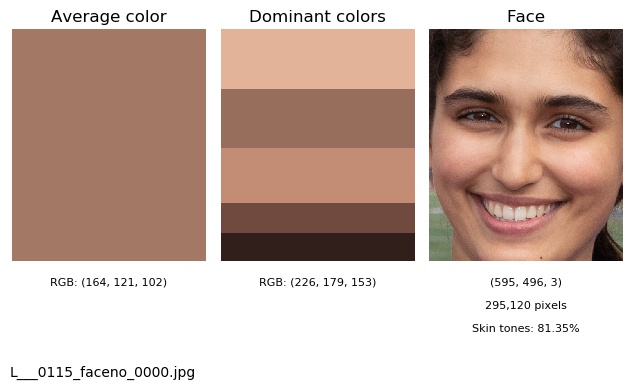 Average color
Dominant colors
Face
RGB: (164, 121, 102)
RGB: (226, 179, 153)
(595, 496, 3)
295,120 pixels
Skin tones: 81.35%
L___0115_faceno_0000.jpg